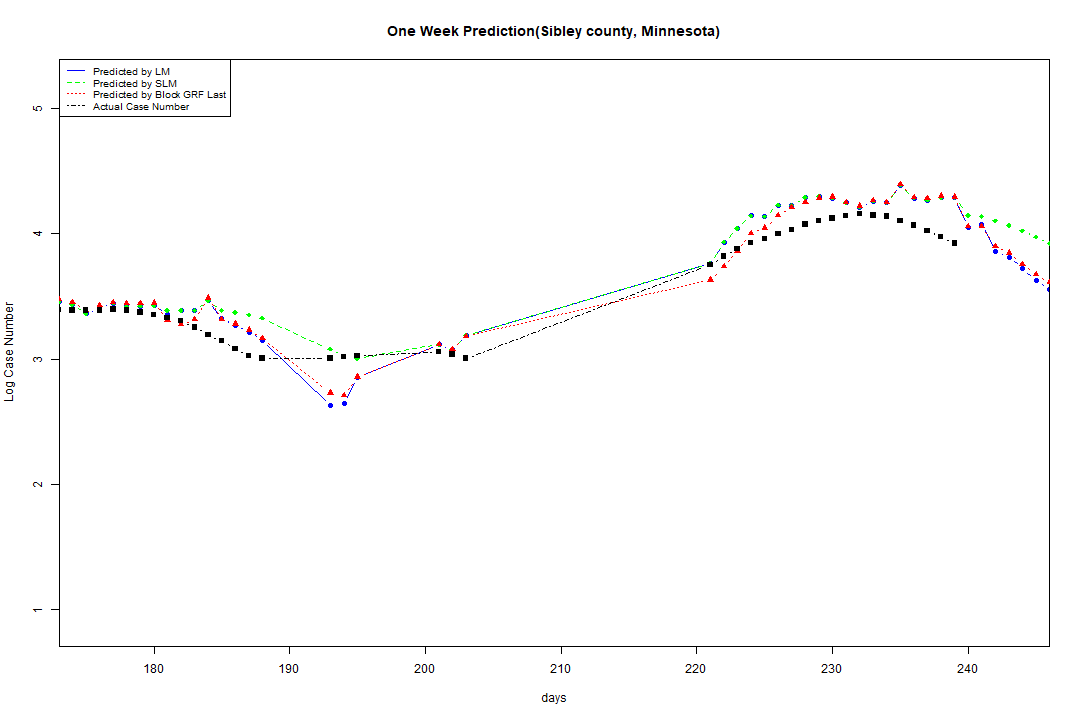 One Week Prediction(Sibley county, Minnesota)
Predicted by LM
Predicted by SLM
Predicted by Block GRF Last
Actual Case Number
5
4
3
2
1
Log Case Number
180 190 200 210 220 230 240
days